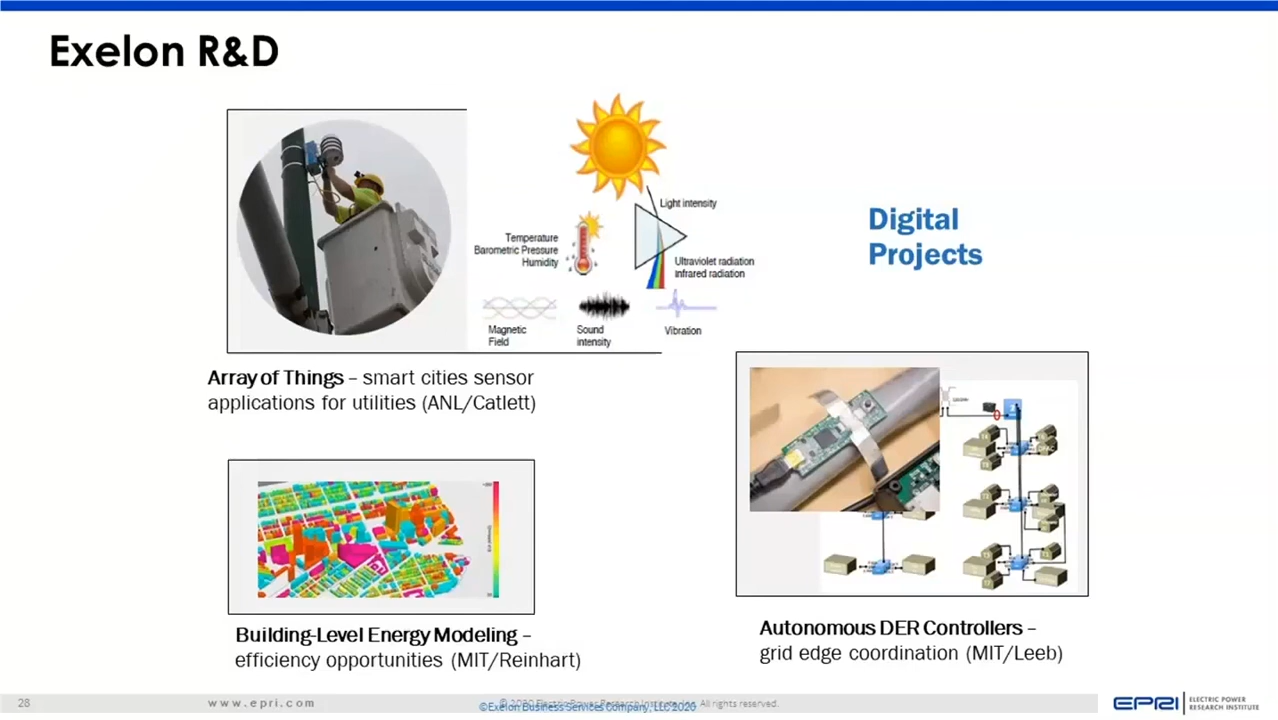 Exelon R&D
Light intensity
Digital
Projects
Temperature
Barometric Pressure
Humidity
Ultraviolet radiation
infrared radiation
Magnetic
Field
Sound
intensity
Vibration
Array of Things – smart cities sensor
applications for utilities (ANL/Catlett)
Building-Level Energy Modeling –
efficiency opportunities (MIT/Reinhart)
Autonomous DER Controllers –
grid edge coordination (MIT/Leeb)
28
www.epri.com
©Exelon Business Services Company, LLC 2020
All rights reserved.
EPRI
ELECTRIC POWER
RESEARCH INSTITUTE